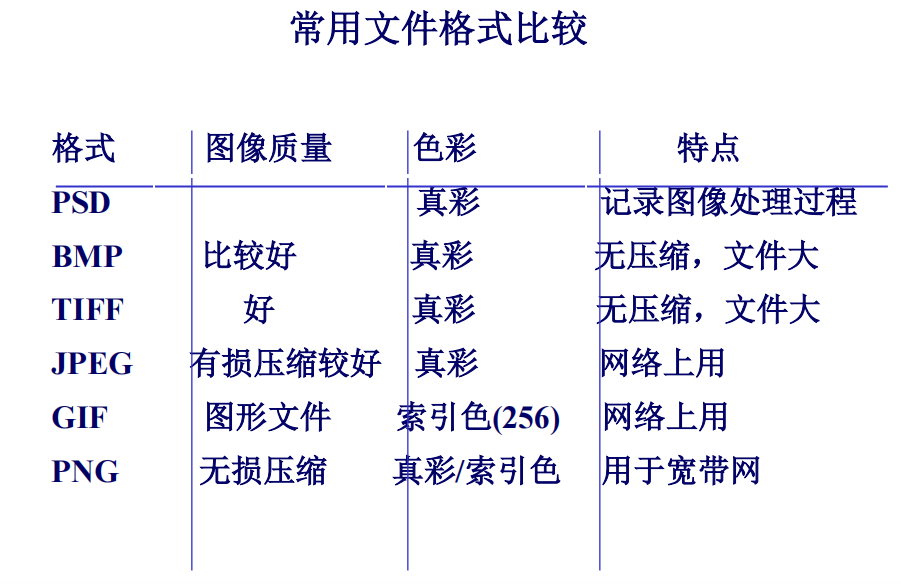 常用文件格式比较
格式 图像质量 色彩 特点
PSD 真彩 记录图像处理过程
BMP 比较好 真彩 无压缩，文件大
TIFF 好 真彩 无压缩，文件大
JPEG 有损压缩较好 真彩 网络上用
GIF 图形文件 索引色(256) 网络上用
PNG 无损压缩 真彩/索引色 用于宽带网